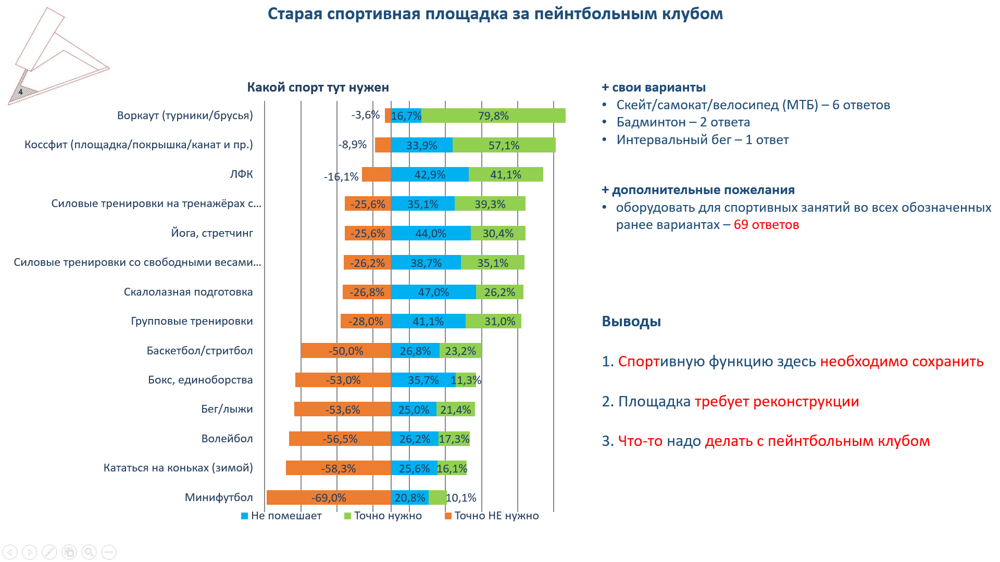 Старая спортивная площадка за пейнтбольным клубом
4
Какой спорт тут нужен
Воркаут (турники/брусья) -3,6% 16,7% 79,8%
Коссфит (площадка/покрышка/канат и пр.) -8,9% 33,9% 57,1%
ЛФК -16,1% 42,9% 41,1%
Силовые тренировки на тренажёрах с... -25,6% 35,1% 39,3%
Йога, стретчинг -25,6% 44,0% 30,4%
Силовые тренировки со свободными весами... -26,2% 38,7% 35,1%
Скалолазная подготовка -26,8% 47,0% 26,2%
Групповые тренировки -28,0% 41,1% 31,0%
Баскетбол/стритбол -50,0% 26,8% 23,2%
Бокс, единоборства -53,0% 35,7% 11,3%
Бег/лыжи -53,6% 25,0% 21,4%
Волейбол -56,5% 26,2% 17,3%
Кататься на коньках (зимой) -58,3% 25,6% 16,1%
Минифутбол -69,0% 20,8% 10,1%
Не помешает Точно нужно Точно НЕ нужно
+ свои варианты
• Скейт/самокат/велосипед (МТБ) – 6 ответов
• Бадминтон – 2 ответа
• Интервальный бег – 1 ответ
+ дополнительные пожелания
• оборудовать для спортивных занятий во всех обозначенных
ранее вариантах – 69 ответов
Выводы
1. Спортивную функцию здесь необходимо сохранить
2. Площадка требует реконструкции
3. Что-то надо делать с пейнтбольным клубом